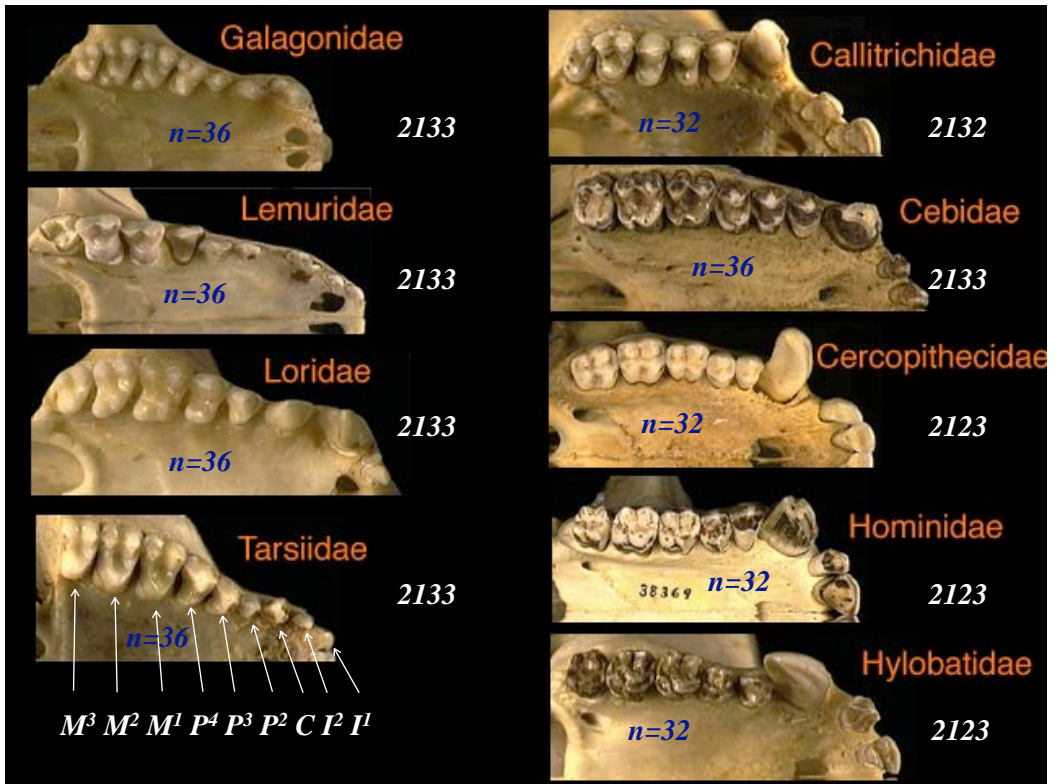 Galagonidae
n=36
2133
Lemuridae
n=36
2133
Loridae
n=36
2133
Tarsiidae
n=36
2133
M³ M² M¹ P⁴ P³ P² C I² I¹
Callitrichidae
n=32
2132
Cebidae
n=36
2133
Cercopithecidae
n=32
2123
Hominidae
38369
n=32
2123
Hylobatidae
n=32
2123